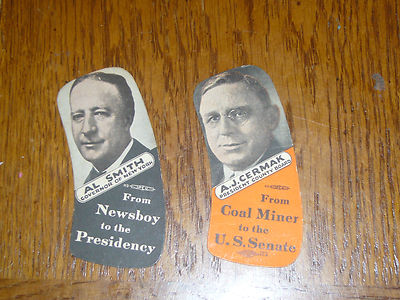 AL. SMITH
GOVERNOR OF NEW YORK
From
Newsboy
to the
Presidency
A.J. CERMAK
PRESIDENT COUNTY BOARD
From
Coal Miner
to the
U.S. Senate